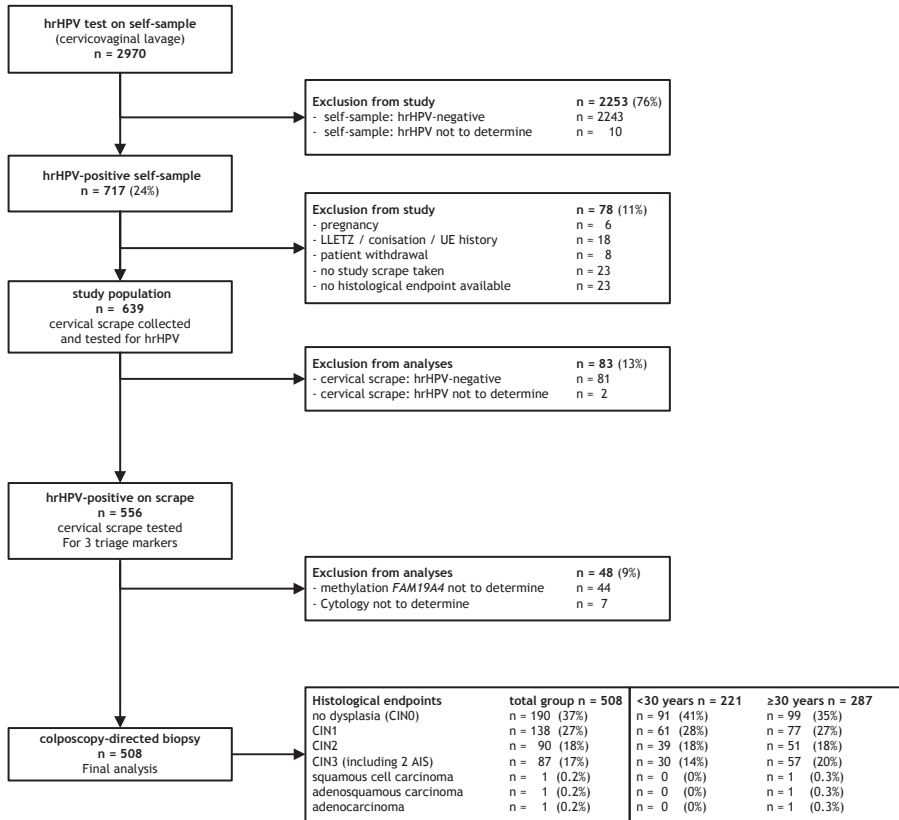 hrHPV test on self-sample
(cervicovaginal lavage)
n = 2970
Exclusion from study n = 2253 (76%)
- self-sample: hrHPV-negative n = 2243
- self-sample: hrHPV not to determine n = 10
hrHPV-positive self-sample
n = 717 (24%)
Exclusion from study n = 78 (11%)
- pregnancy n = 6
- LLETZ / conisation / UE history n = 18
- patient withdrawal n = 8
- no study scrape taken n = 23
- no histological endpoint available n = 23
study population
n = 639
cervical scrape collected
and tested for hrHPV
Exclusion from analyses n = 83 (13%)
- cervical scrape: hrHPV-negative n = 81
- cervical scrape: hrHPV not to determine n = 2
hrHPV-positive on scrape
n = 556
cervical scrape tested
For 3 triage markers
Exclusion from analyses n = 48 (9%)
- methylation FAM19A4 not to determine n = 44
- Cytology not to determine n = 7
colposcopy-directed biopsy
n = 508
Final analysis
Histological endpoints total group n = 508 <30 years n = 221 ≥30 years n = 287
no dysplasia (CIN0) n = 190 (37%) n = 91 (41%) n = 99 (35%)
CIN1 n = 138 (27%) n = 61 (28%) n = 77 (27%)
CIN2 n = 90 (18%) n = 39 (18%) n = 51 (18%)
CIN3 (including 2 AIS) n = 87 (17%) n = 30 (14%) n = 57 (20%)
squamous cell carcinoma n = 1 (0.2%) n = 0 (0%) n = 1 (0.3%)
adenosquamous carcinoma n = 1 (0.2%) n = 0 (0%) n = 1 (0.3%)
adenocarcinoma n = 1 (0.2%) n = 0 (0%) n = 1 (0.3%)